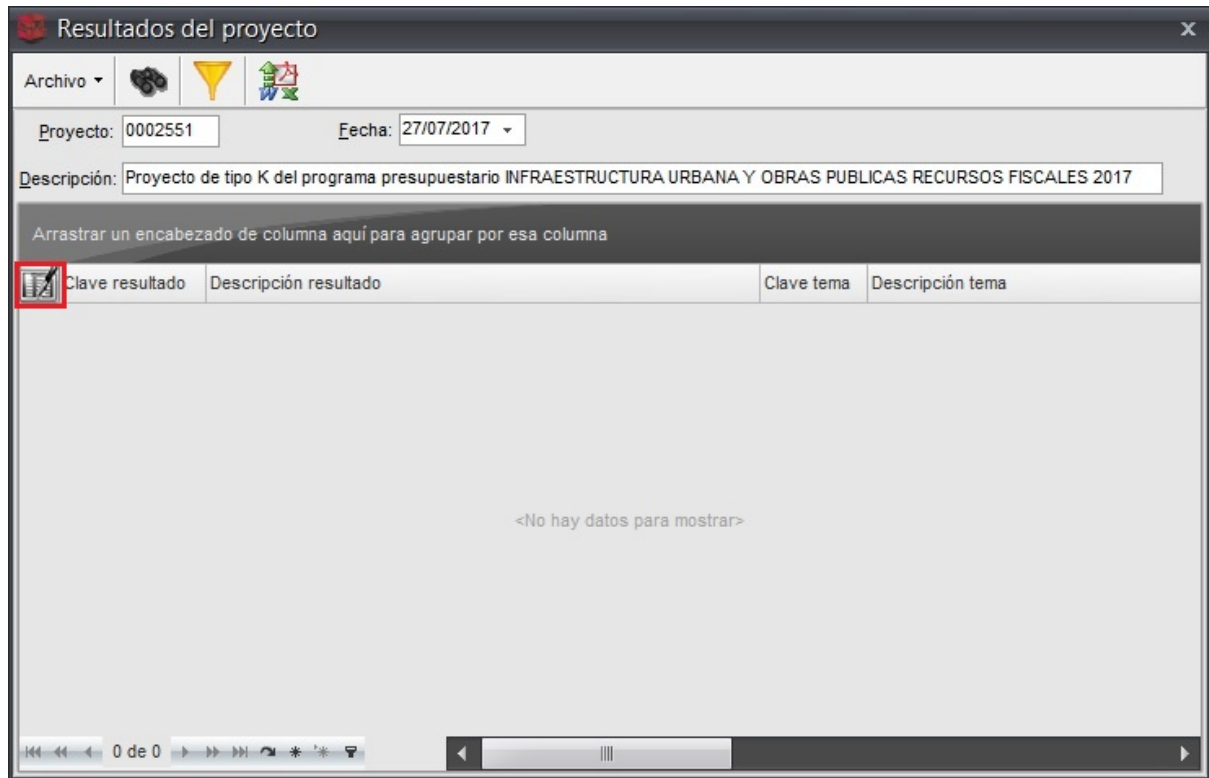 Resultados del proyecto
Archivo
Proyecto: 0002551 Fecha: 27/07/2017
Descripción: Proyecto de tipo K del programa presupuestario INFRAESTRUCTURA URBANA Y OBRAS PUBLICAS RECURSOS FISCALES 2017
Arrastrar un encabezado de columna aquí para agrupar por esa columna
Clave resultado Descripción resultado Clave tema Descripción tema
<No hay datos para mostrar>
0 de 0